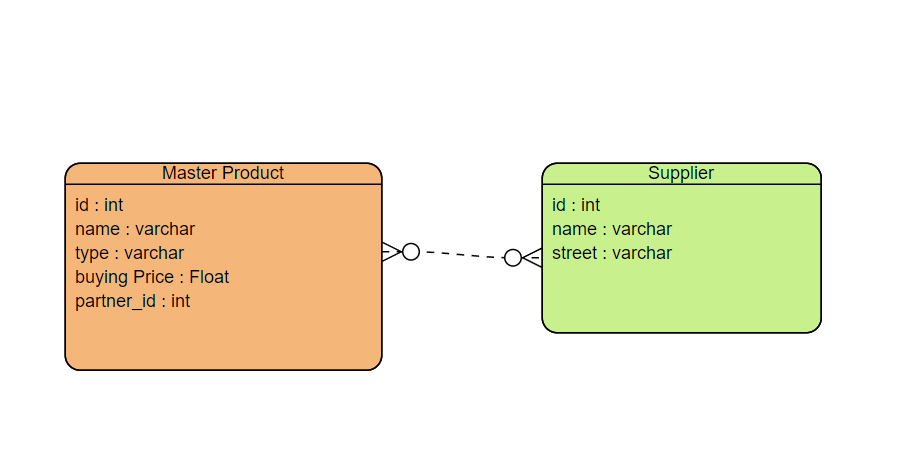 Master Product
id : int
name : varchar
type : varchar
buying Price : Float
partner_id : int
Supplier
id : int
name : varchar
street : varchar